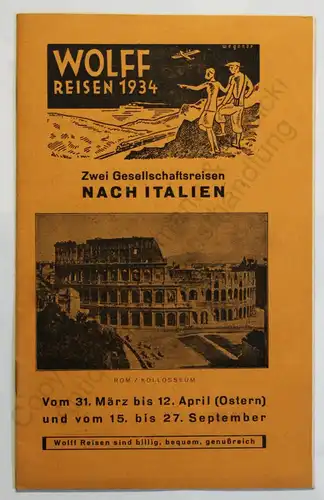 WOLFF
REISEN 1934
Zwei Gesellschaftsreisen
NACH ITALIEN
ROM / KOLLOSSEUM
Vom 31. März bis 12. April (Ostern)
und vom 15. bis 27. September
Wolff Reisen sind billig, bequem, genußreich